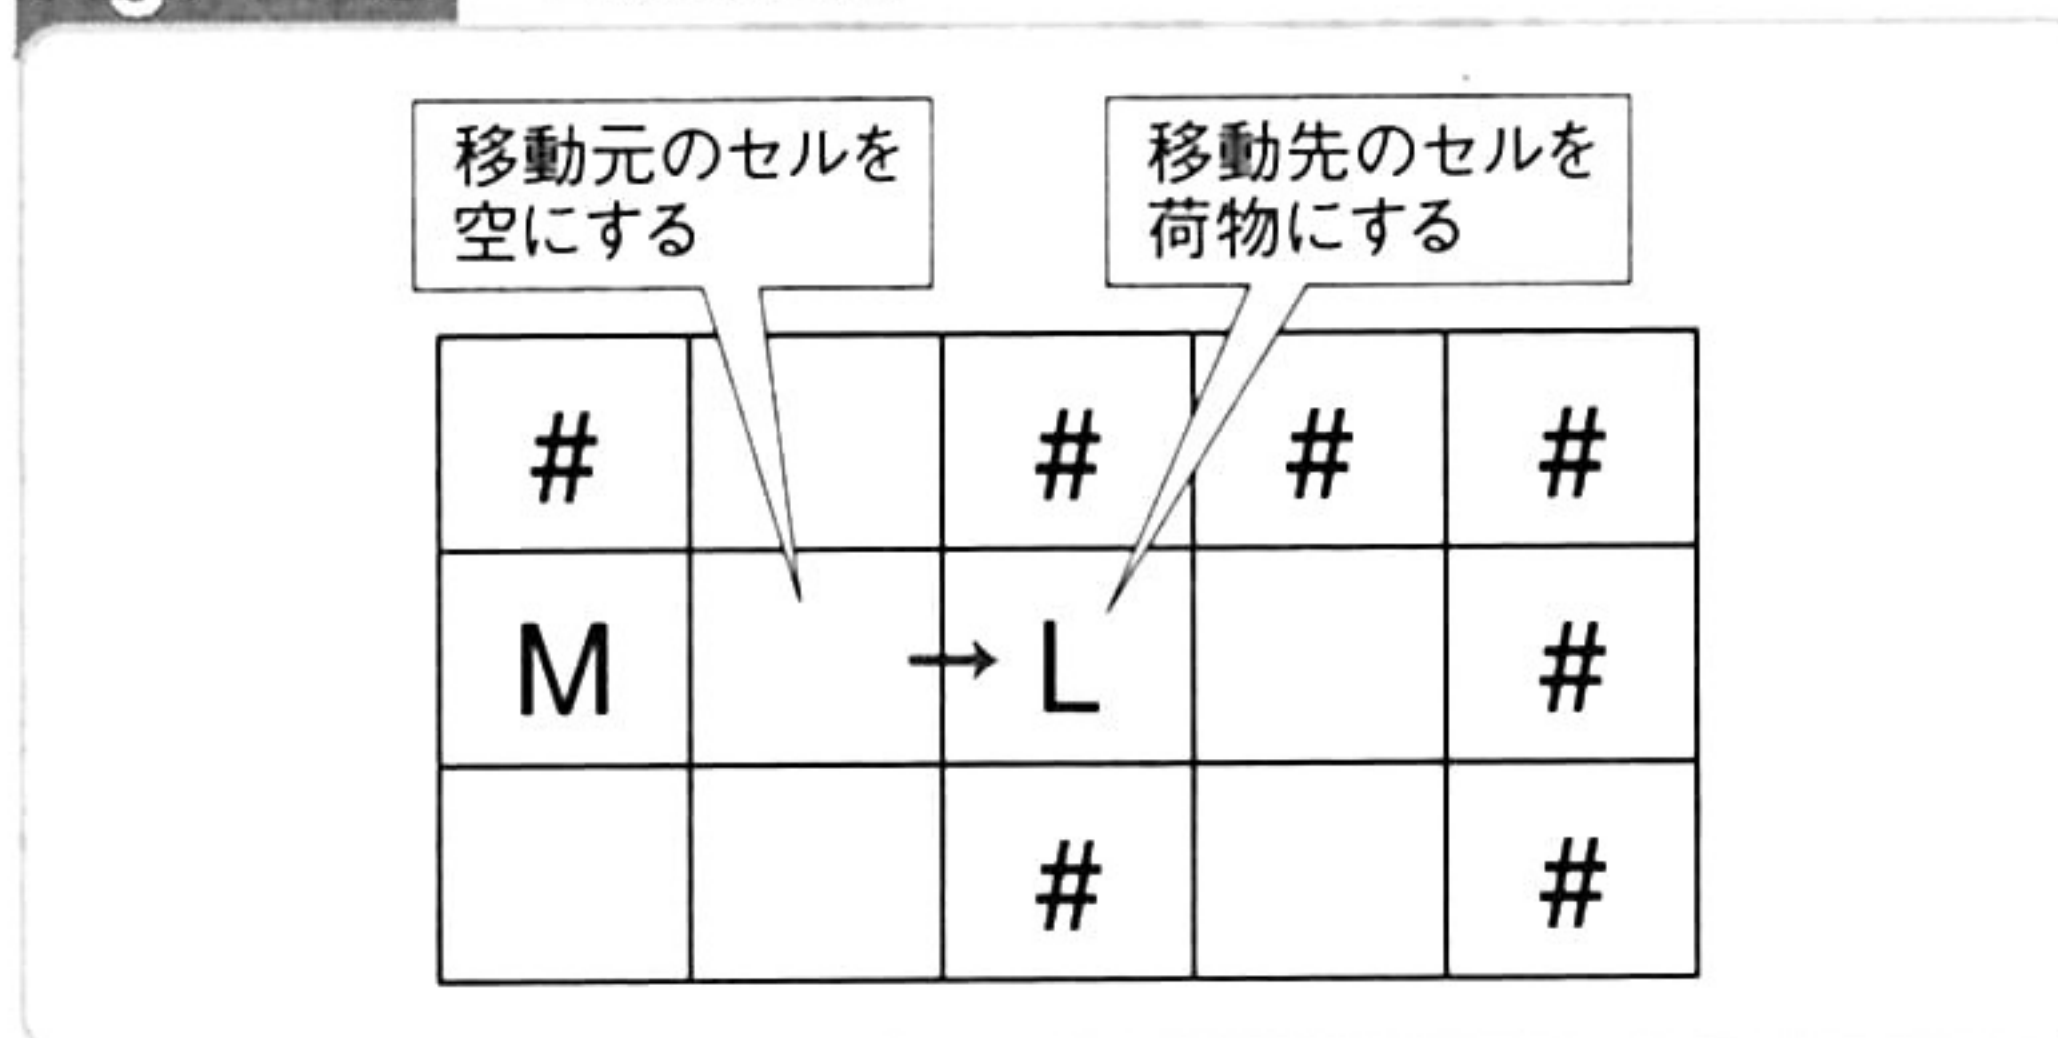 移動元のセルを
空にする
移動先のセルを
荷物にする
# # # #
M → L #
# #